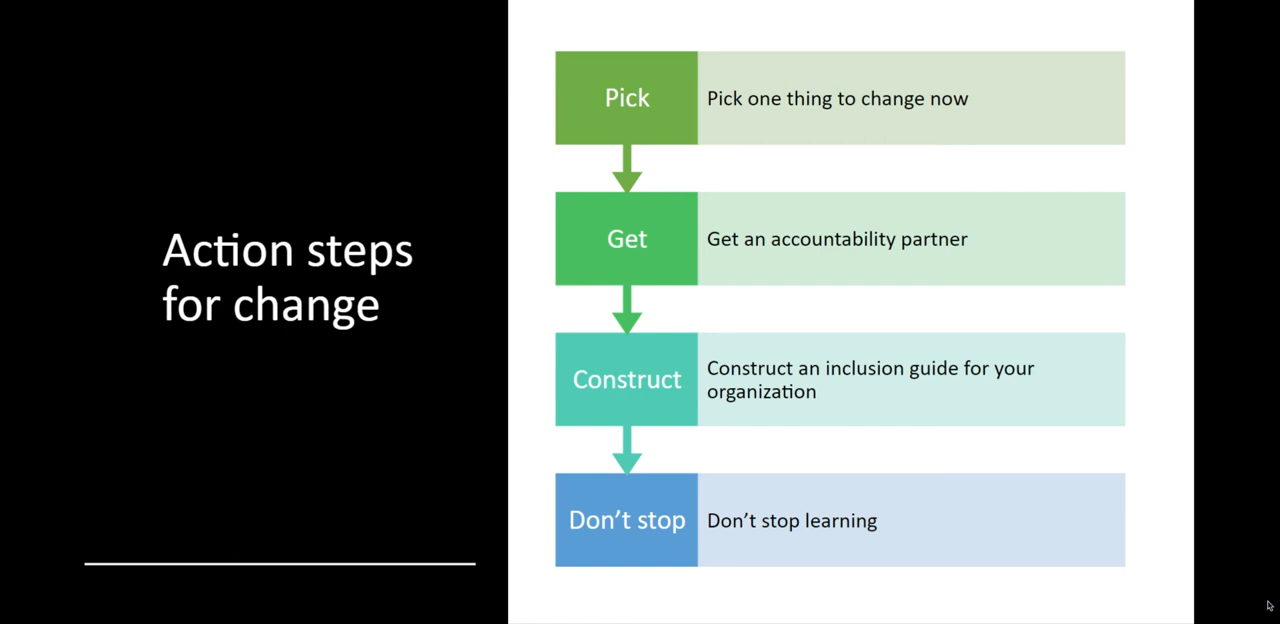 Action steps
for change
Pick
Pick one thing to change now
Get
Get an accountability partner
Construct
Construct an inclusion guide for your
organization
Don’t stop
Don’t stop learning